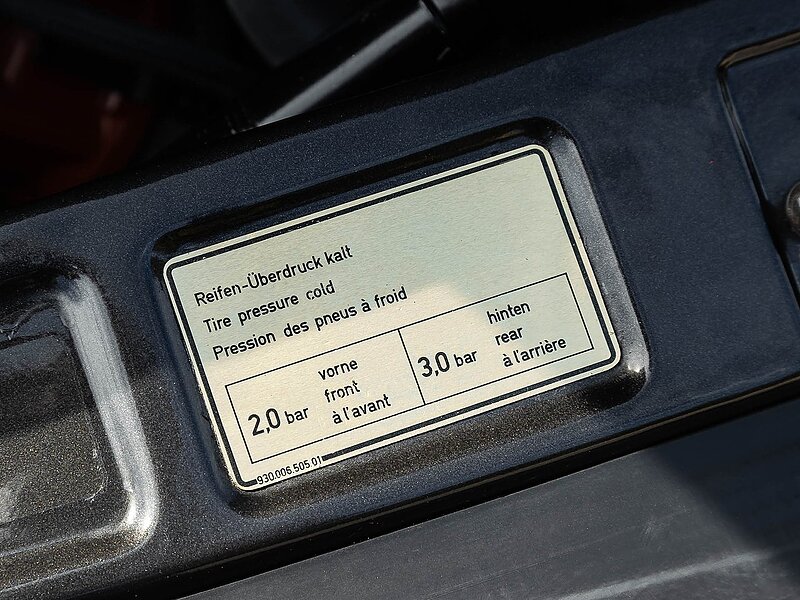 Reifen-Überdruck kalt
Tire pressure cold
Pression des pneus à froid
2,0 bar
vorne
front
à l'avant
3,0 bar
hinten
rear
à l'arrière
930.006.505.01